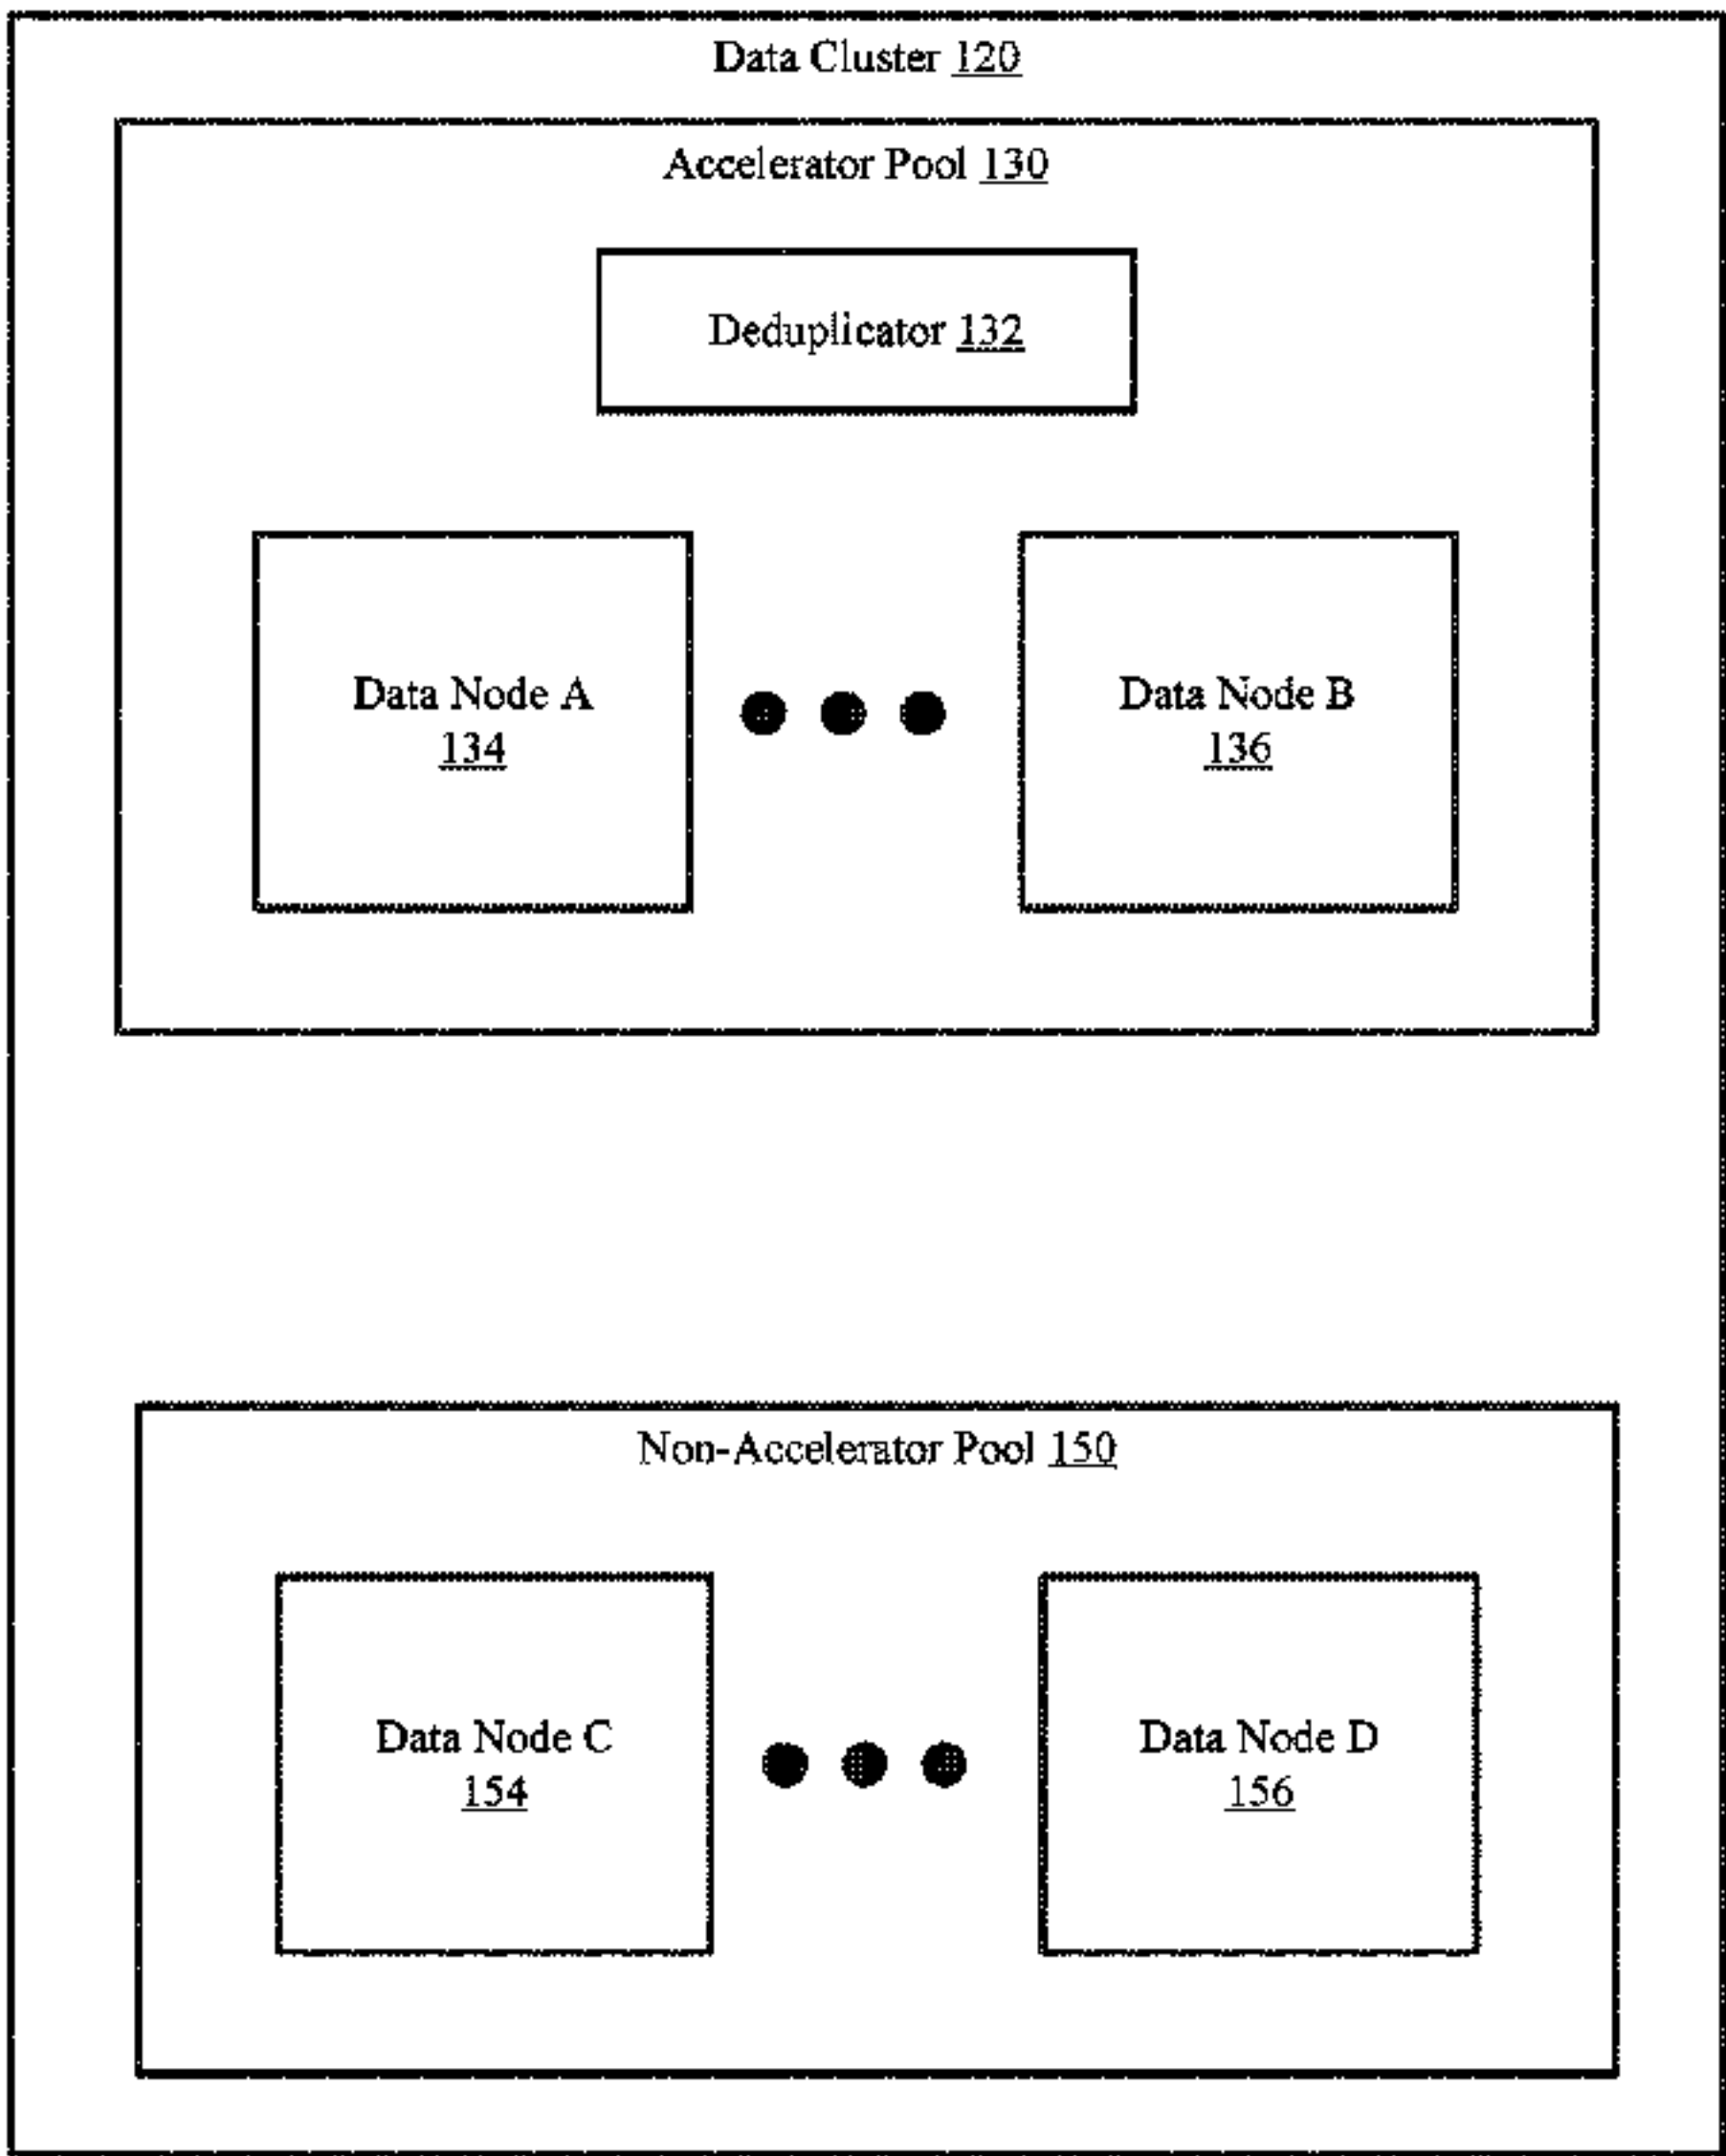 Data Cluster 120
Accelerator Pool 130
Deduplicator 132
Data Node A
134
Data Node B
136
Non-Accelerator Pool 150
Data Node C
154
Data Node D
156